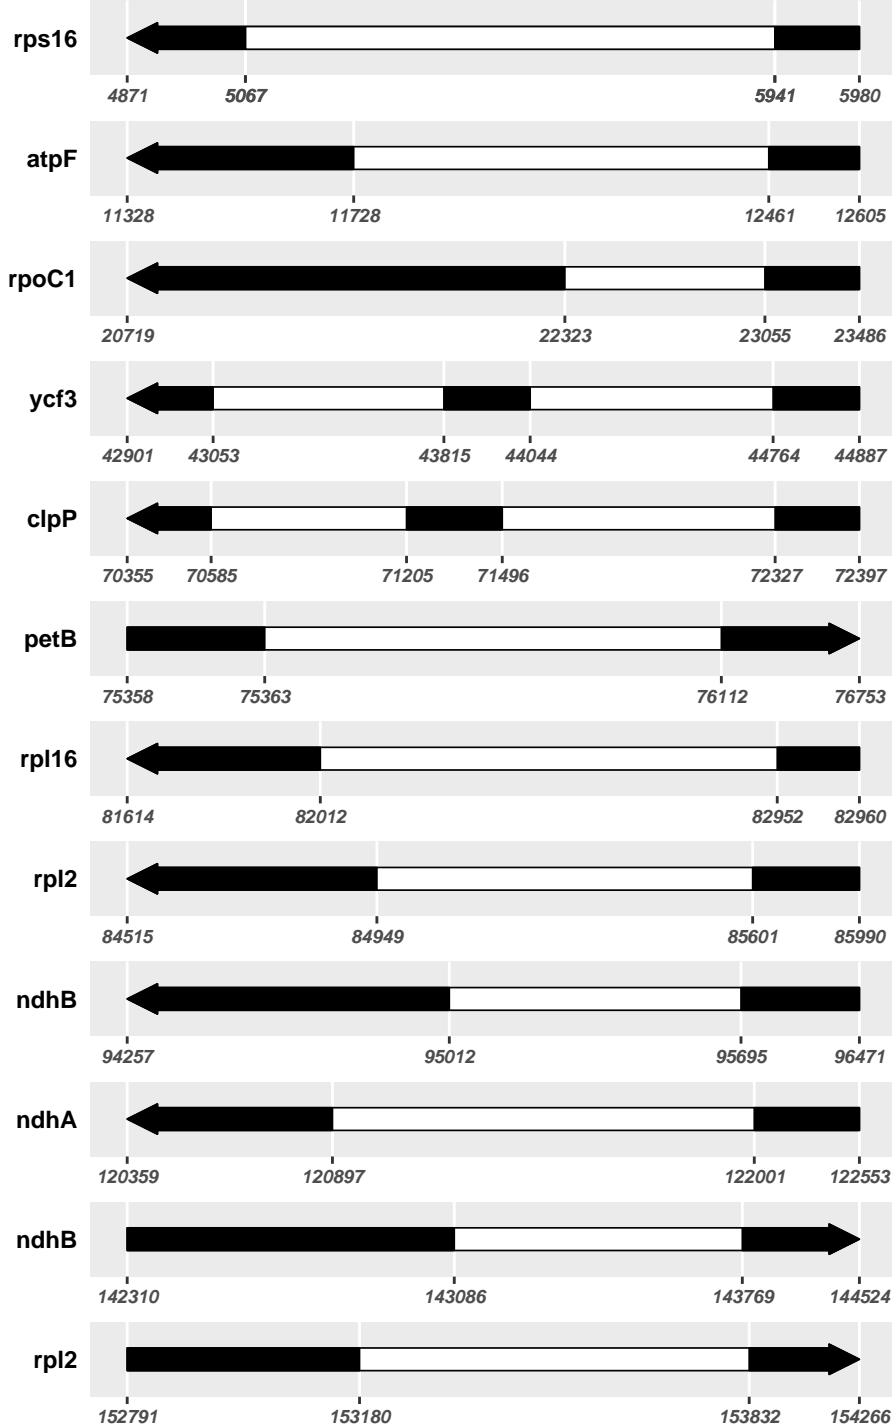 rps16
4871 5067 5941 5980
atpF
11328 11728 12461 12605
rpoC1
20719 22323 23055 23486
ycf3
42901 43053 43815 44044 44764 44887
clpP
70355 70585 71205 71496 72327 72397
petB
75358 75363 76112 76753
rpl16
81614 82012 82952 82960
rpl2
84515 84949 85601 85990
ndhB
94257 95012 95695 96471
ndhA
120359 120897 122001 122553
ndhB
142310 143086 143769 144524
rpl2
152791 153180 153832 154266